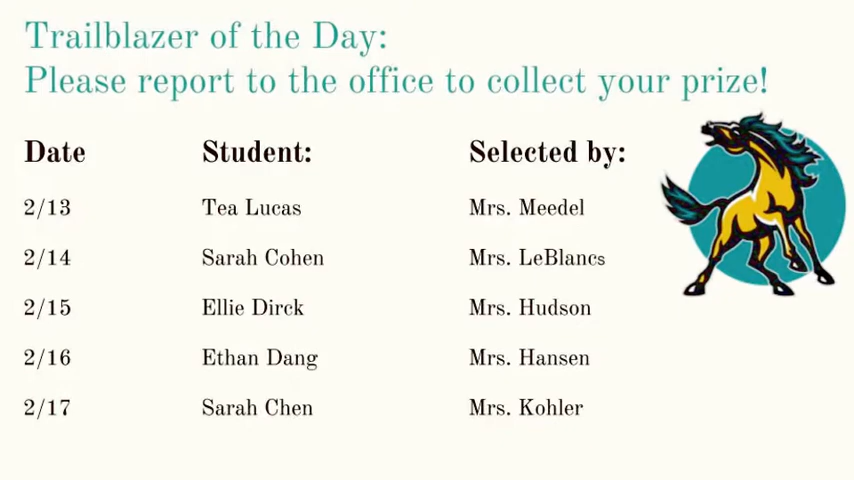 Trailblazer of the Day:
Please report to the office to collect your prize!
Date Student: Selected by:
2/13 Tea Lucas Mrs. Meedel
2/14 Sarah Cohen Mrs. LeBlancs
2/15 Ellie Dirck Mrs. Hudson
2/16 Ethan Dang Mrs. Hansen
2/17 Sarah Chen Mrs. Kohler